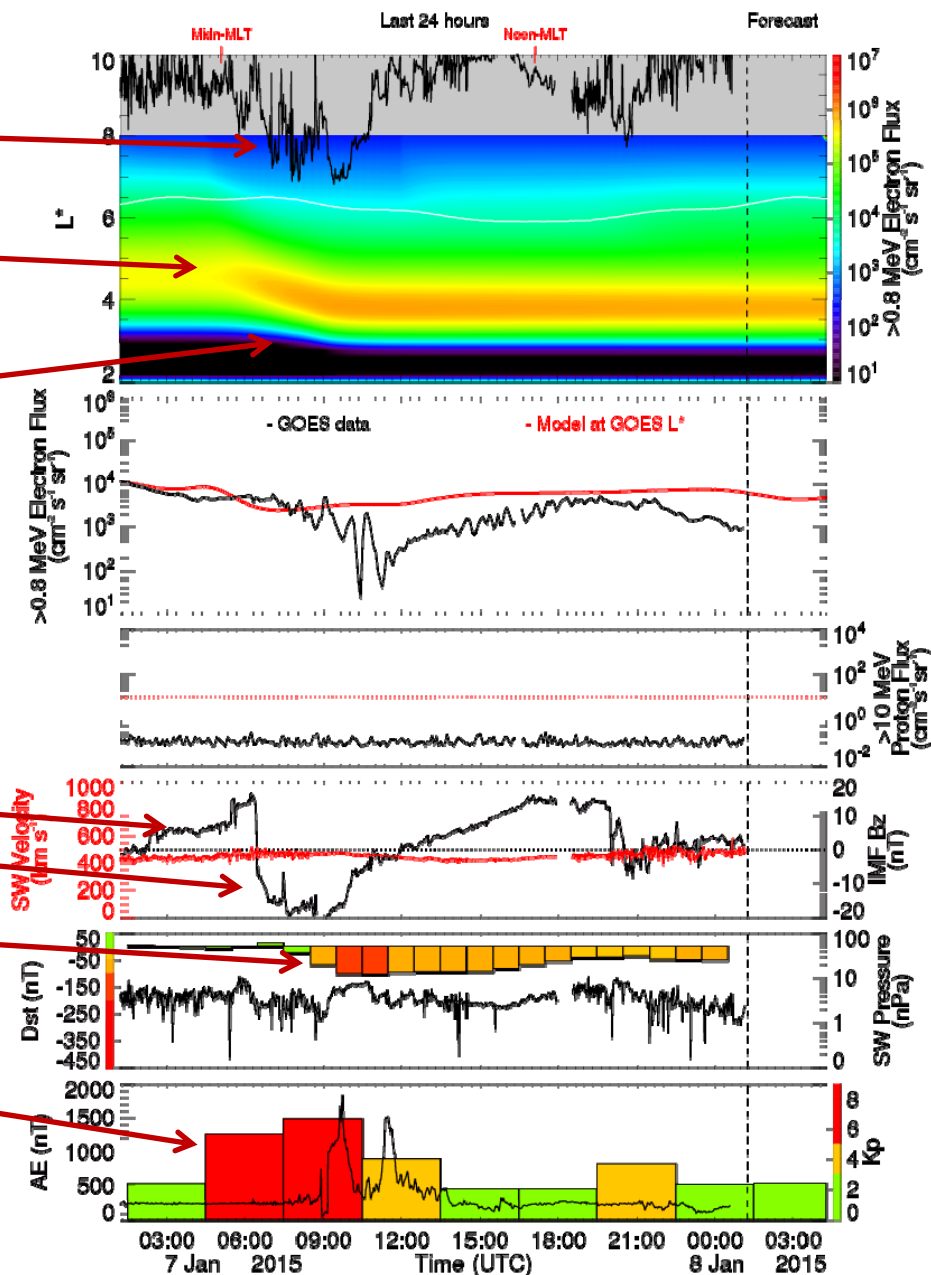 Last 24 hours
Forecast
Midn-MLT
Noon-MLT
10
8
6
4
2
L*
10⁷
10⁶
10⁵
10⁴
10³
10²
10¹
>0.8 MeV Electron Flux
(cm⁻² s⁻¹ sr⁻¹)
- GOES data
- Model at GOES L*
10⁶
10⁵
10⁴
10³
10²
10¹
>0.8 MeV Electron Flux
(cm⁻² s⁻¹ sr⁻¹)
10⁴
10²
10⁰
10⁻²
>10 MeV
Proton Flux
(cm⁻²s⁻¹sr⁻¹)
1000
800
600
400
200
0
SW Velocity
(km s⁻¹)
20
10
0
-10
-20
IMF Bz
(nT)
50
-50
-150
-250
-350
-450
Dst (nT)
100
10
1
0
SW Pressure
(nPa)
2000
1500
1000
500
0
AE (nT)
8
6
4
2
0
Kp
03:00 06:00 09:00 12:00 15:00 18:00 21:00 00:00 03:00
7 Jan 2015 Time (UTC) 8 Jan 2015